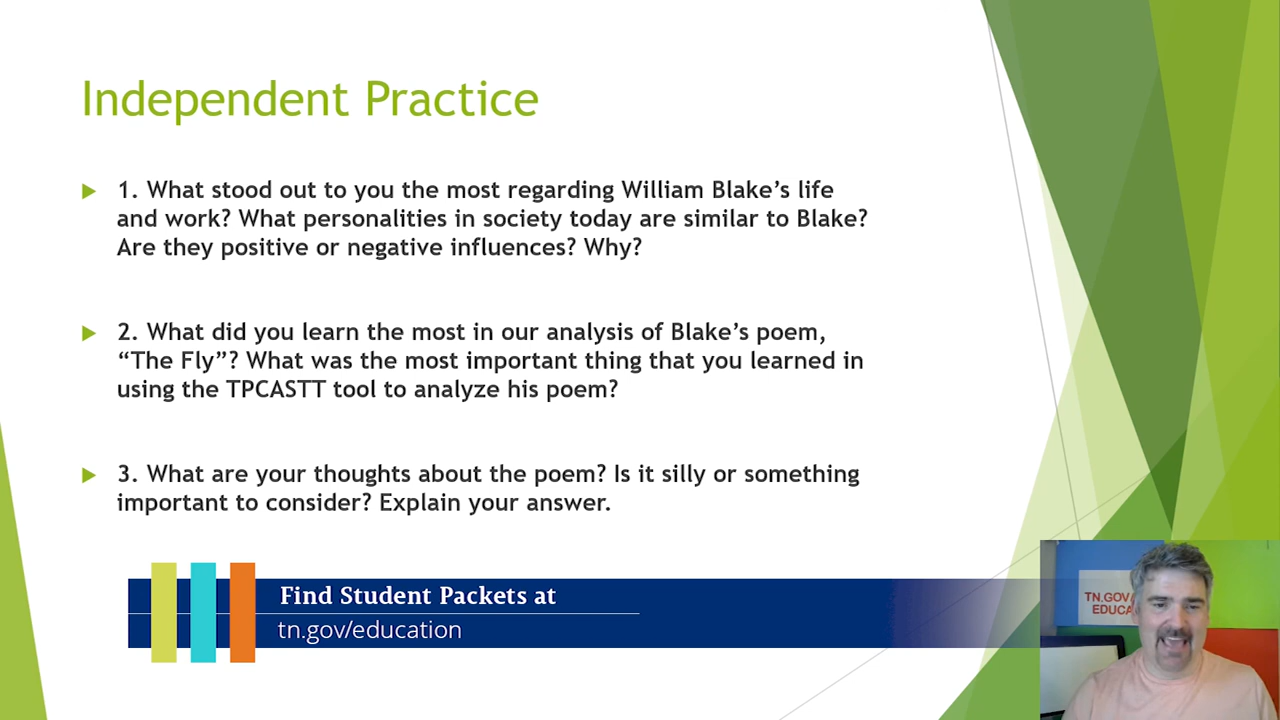 Independent Practice
1. What stood out to you the most regarding William Blake’s life
and work? What personalities in society today are similar to Blake?
Are they positive or negative influences? Why?
2. What did you learn the most in our analysis of Blake’s poem,
“The Fly”? What was the most important thing that you learned in
using the TPCASTT tool to analyze his poem?
3. What are your thoughts about the poem? Is it silly or something
important to consider? Explain your answer.
Find Student Packets at
tn.gov/education
TN.GOV/
EDUCA